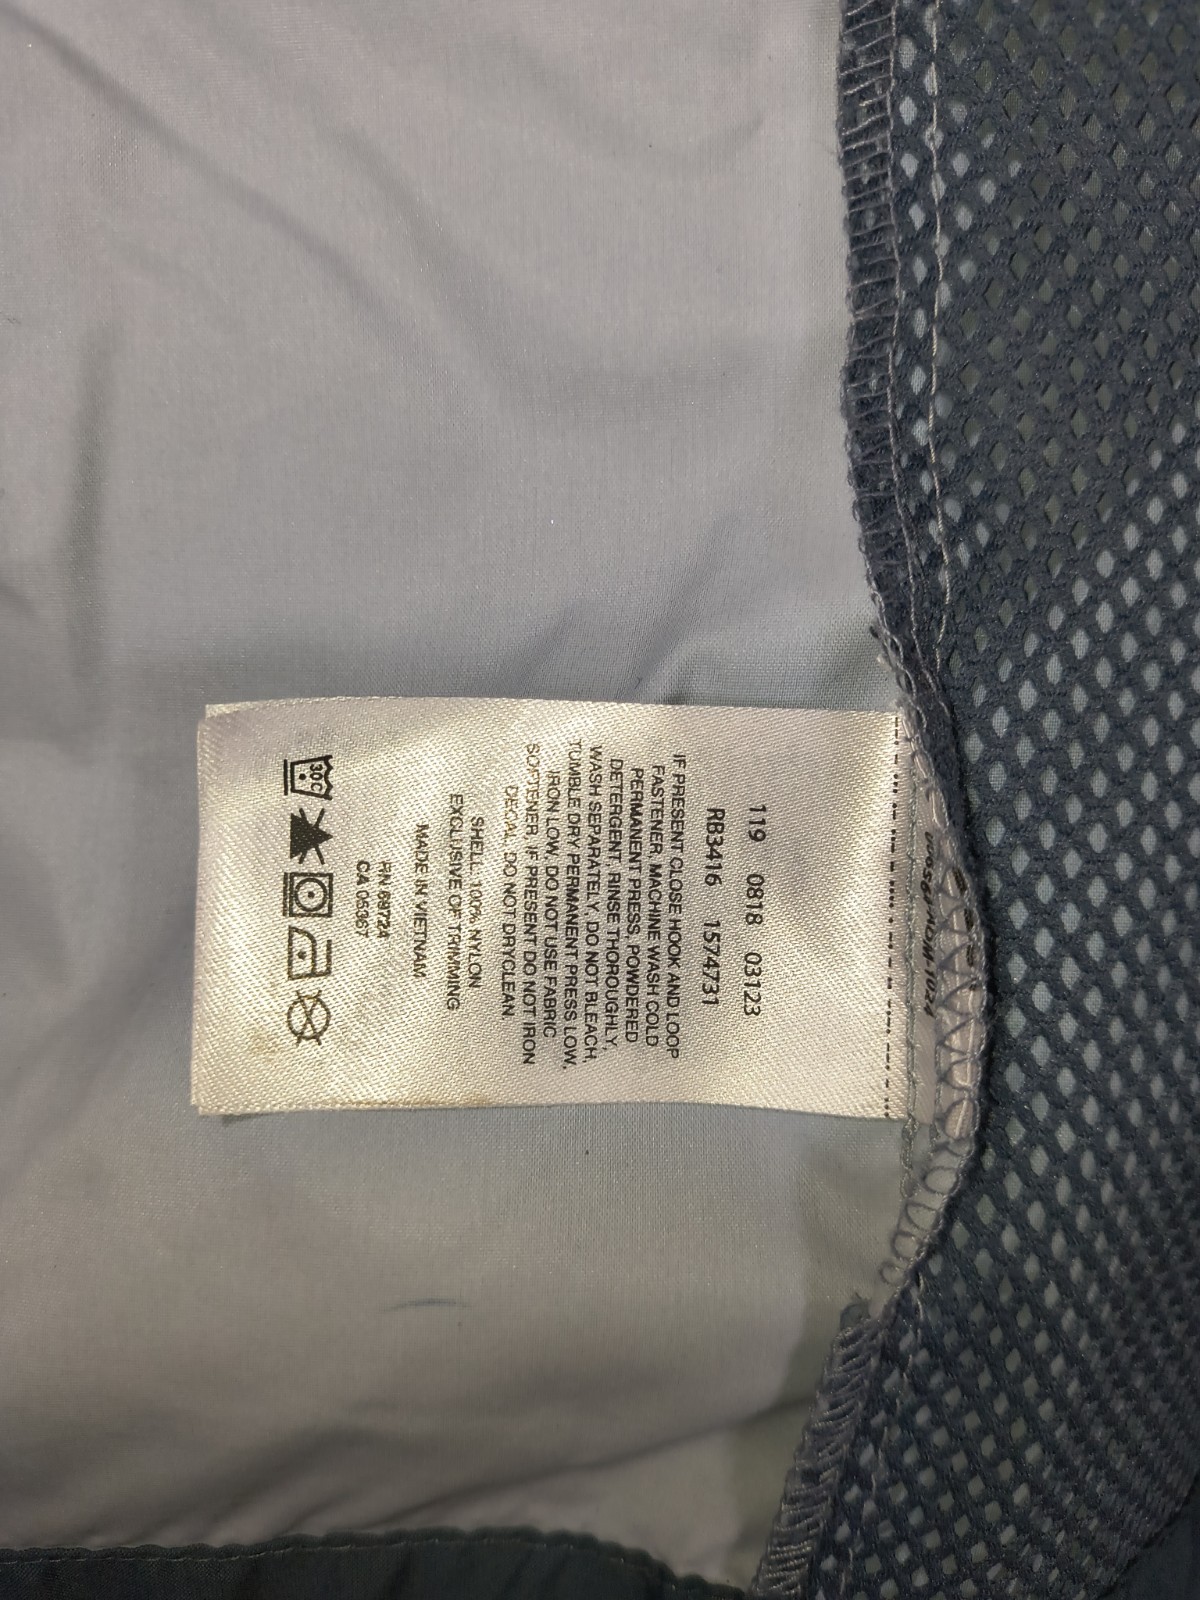 119 0818 03123
RB3416 1574731
IF PRESENT CLOSE HOOK AND LOOP
FASTENER, MACHINE WASH COLD
PERMANENT PRESS, POWDERED
DETERGENT, RINSE THOROUGHLY,
WASH SEPARATELY, DO NOT BLEACH,
TUMBLE DRY PERMANENT PRESS LOW,
IRON LOW, DO NOT USE FABRIC
SOFTENER, IF PRESENT DO NOT IRON
DECAL, DO NOT DRYCLEAN
SHELL: 100% NYLON
EXCLUSIVE OF TRIMMING
MADE IN VIETNAM
RN 69724
CA 05367
30C